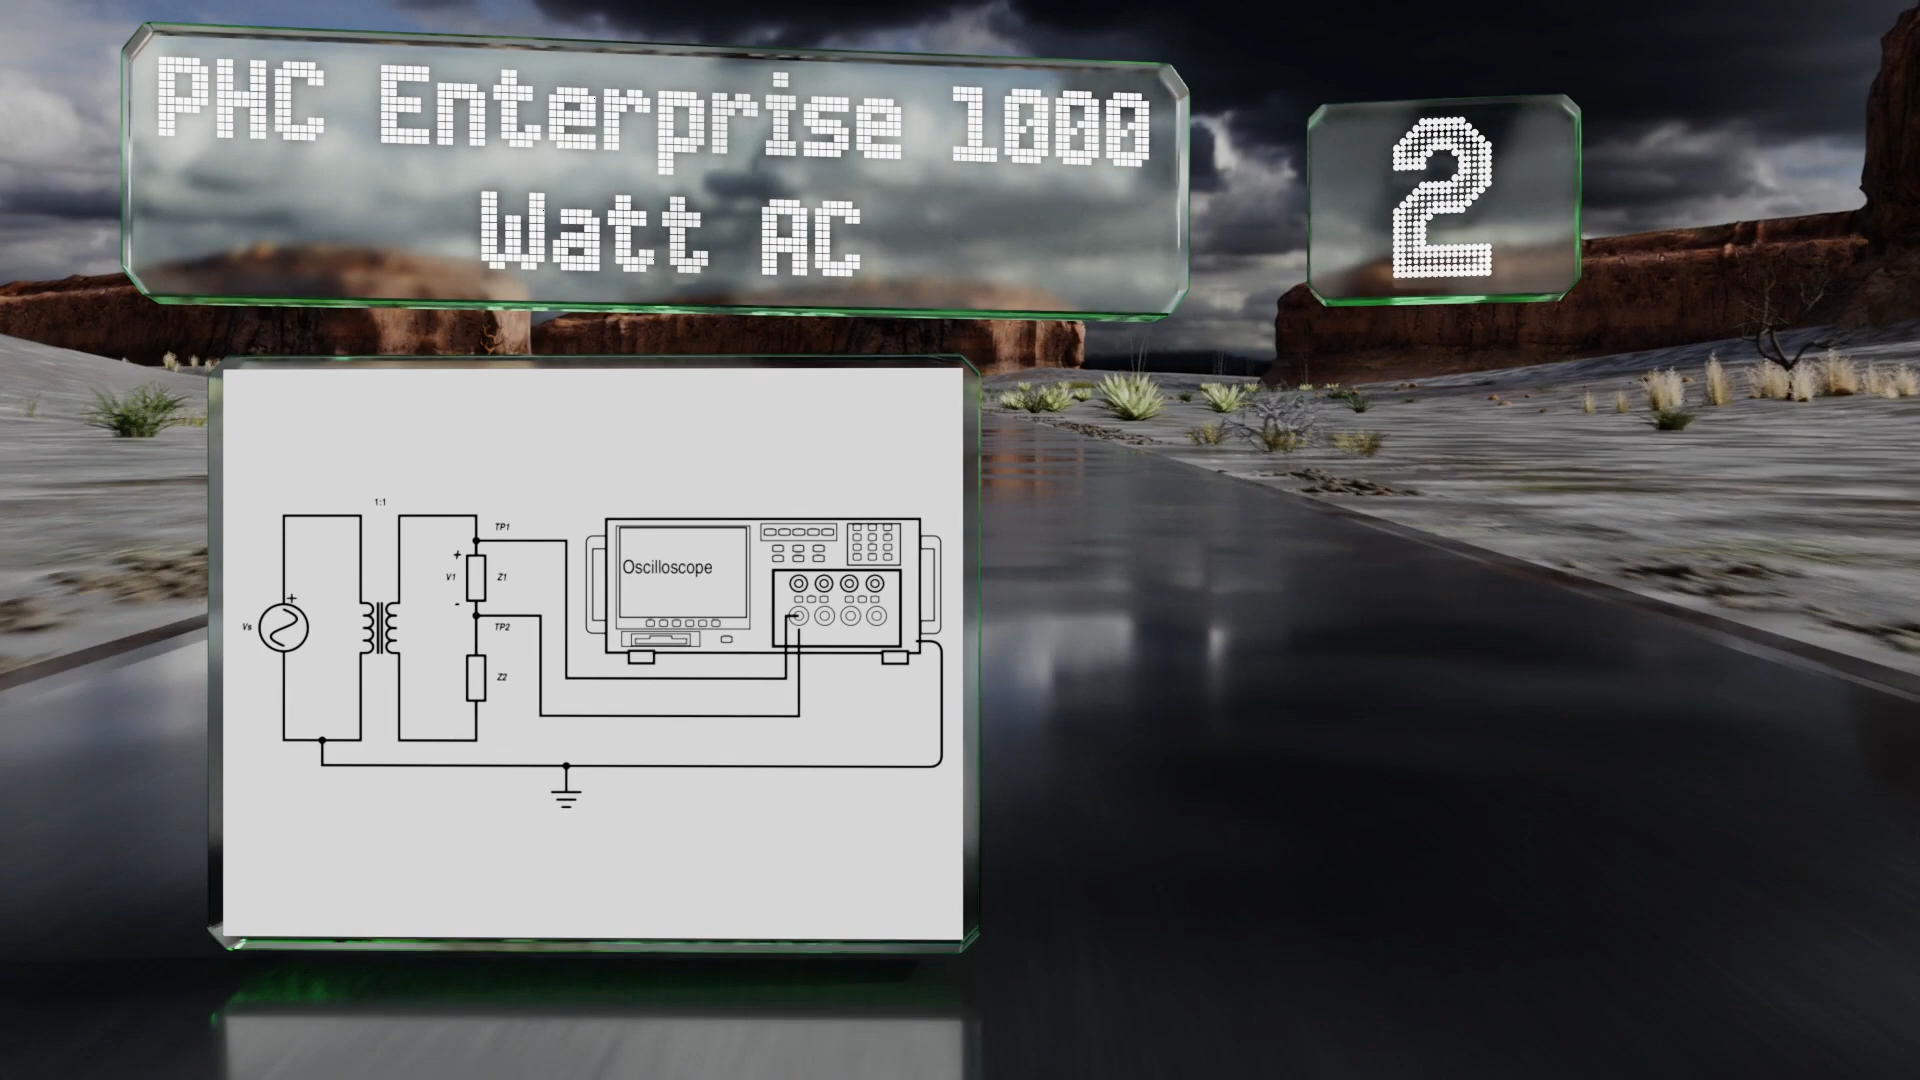 PHC Enterprise 1000
Watt AC
2
1:1
TP1
+
V1
Z1
-
TP2
Z2
+
Vs
Oscilloscope